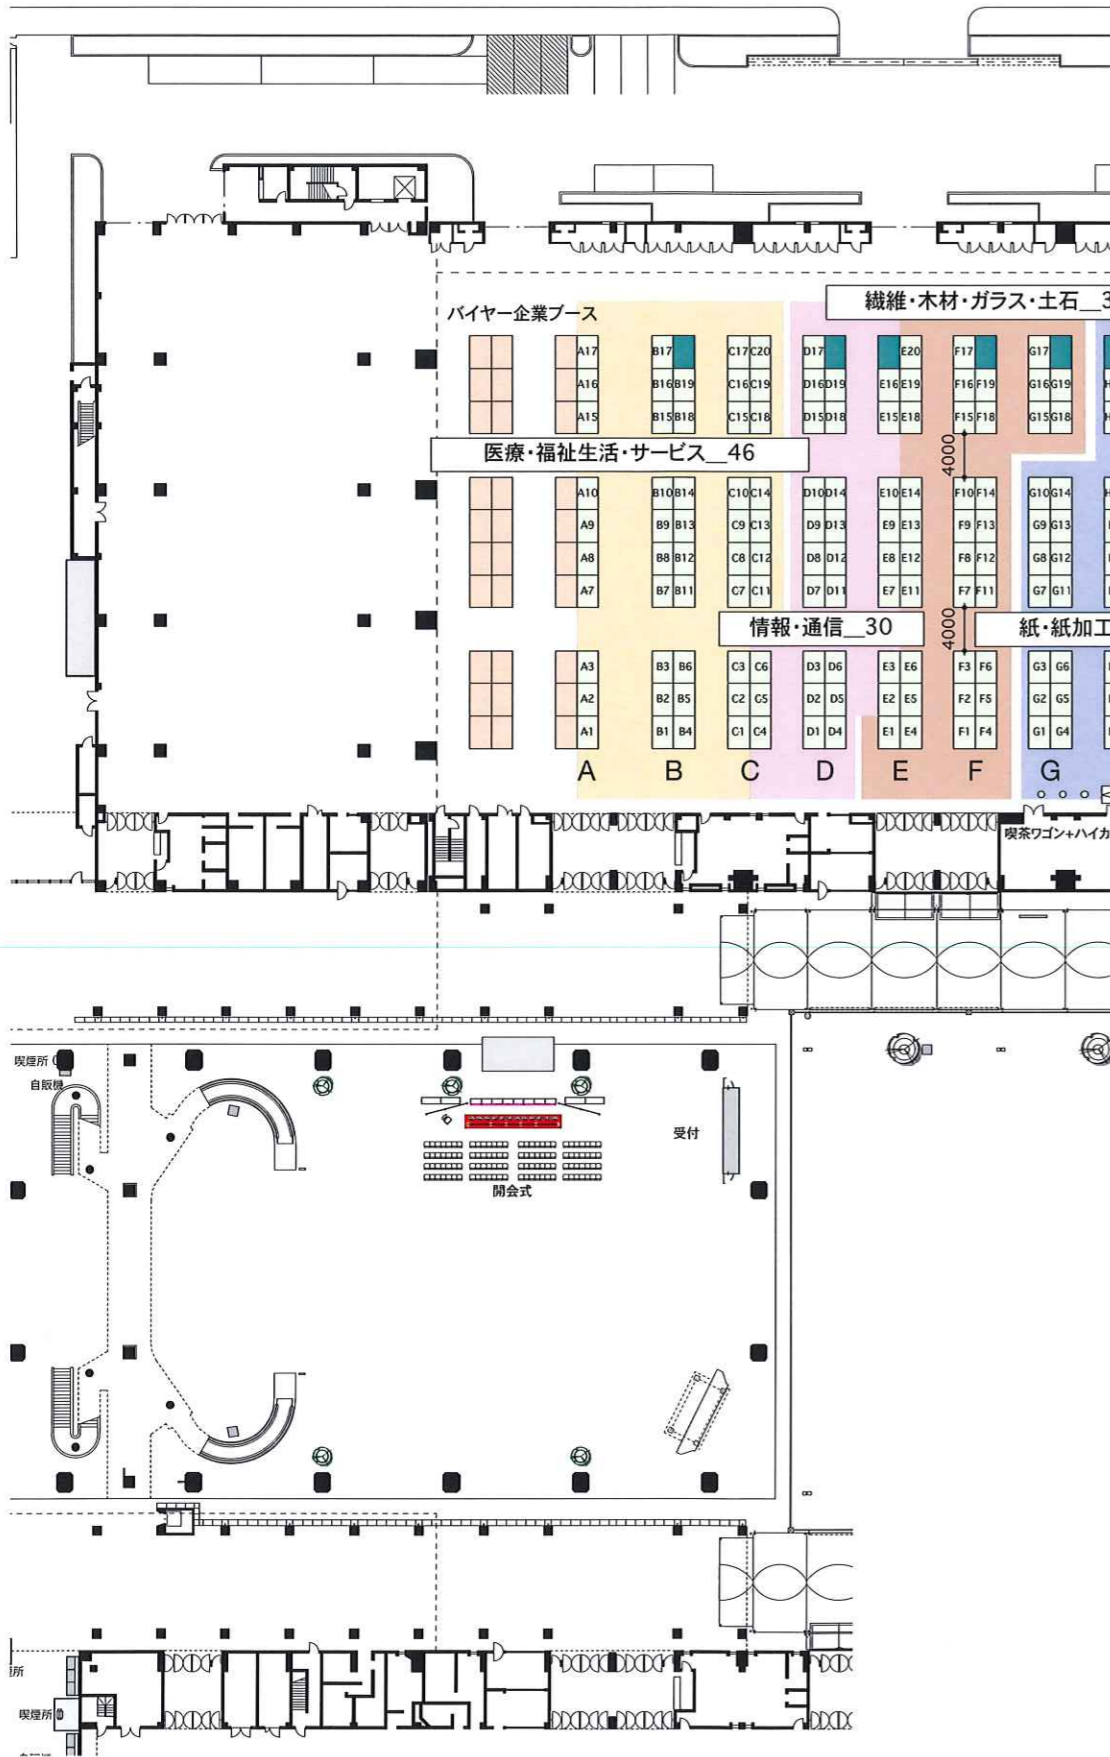 繊維・木材・ガラス・土石__3
バイヤー企業ブース
A17 B17 C17 C20 D17 E20 F17 G17
A16 B16 B19 C16 C19 D16 D19 E16 E19 F16 F19 G16 G19
A15 B15 B18 C15 C18 D15 D18 E15 E18 F15 F18 G15 G18
医療・福祉生活・サービス__46
4000
A10 B10 B14 C10 C14 D10 D14 E10 E14 F10 F14 G10 G14
A9 B9 B13 C9 C13 D9 D13 E9 E13 F9 F13 G9 G13
A8 B8 B12 C8 C12 D8 D12 E8 E12 F8 F12 G8 G12
A7 B7 B11 C7 C11 D7 D11 E7 E11 F7 F11 G7 G11
情報・通信__30
4000
紙・紙加工
A3 B3 B6 C3 C6 D3 D6 E3 E6 F3 F6 G3 G6
A2 B2 B5 C2 C5 D2 D5 E2 E5 F2 F5 G2 G5
A1 B1 B4 C1 C4 D1 D4 E1 E4 F1 F4 G1 G4
A B C D E F G
喫茶ワゴン+ハイカ
喫煙所
自販機
受付
開会式
喫煙所